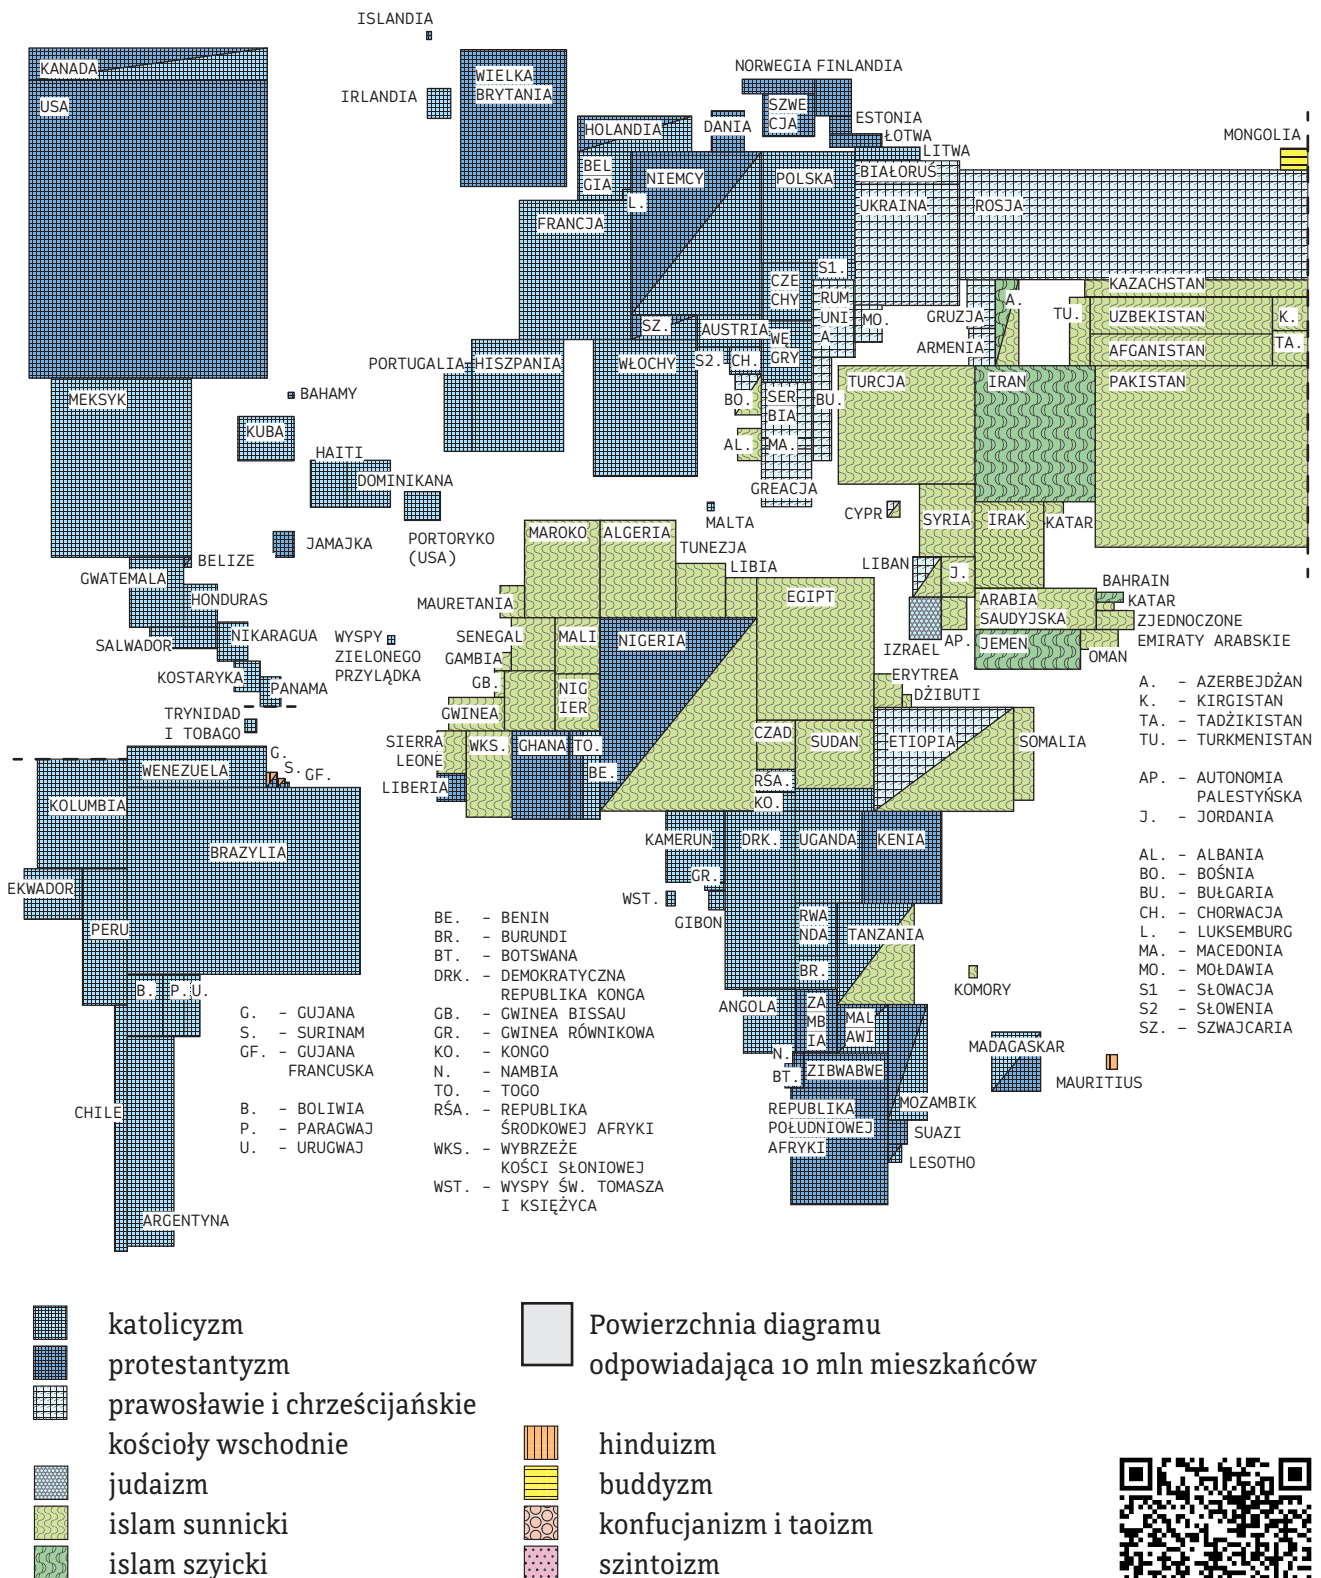 ISLANDIA
KANADA
USA
IRLANDIA
WIELKA
BRYTANIA
NORWEGIA FINLANDIA
SZWE
CJA
ESTONIA
ŁOTWA
LITWA
HOLANDIA
DANIA
BEL
GIA
NIEMCY
POLSKA
BIAŁORUŚ
MONGOLIA
L.
UKRAINA
ROSJA
FRANCJA
S1.
CZE
CHY
RUM
UNI
A
MO.
GRUZJA
A.
ARMENIA
KAZACHSTAN
TU.
UZBEKISTAN
K.
TA.
AFGANISTAN
SZ.
AUSTRIA
WĘ
GRY
PORTUGALIA
HISZPANIA
WŁOCHY
S2.
CH.
TURCJA
IRAN
PAKISTAN
BO.
SER
BIA
BU.
AL.
MA.
GREACJA
MEKSYK
BAHAMY
KUBA
HAITI
DOMINIKANA
JAMAJKA
PORTORYKO
(USA)
MALTA
CYPR
SYRIA
IRAK
KATAR
BELIZE
GWATEMALA
HONDURAS
SALWADOR
NIKARAGUA
KOSTARYKA
PANAMA
WYSPY
ZIELONEGO
PRZYLĄDKA
TRYNIDAD
I TOBAGO
MAROKO
ALGERIA
TUNEZJA
LIBIA
EGIPT
LIBAN
J.
ARABIA
SAUDYJSKA
BAHRAIN
KATAR
ZJEDNOCZONE
EMIRATY ARABSKIE
IZRAEL
AP.
JEMEN
OMAN
MAURETANIA
SENEGAL
MALI
NIGERIA
GAMBIA
GB.
NIG
IER
GWINEA
ERYTREA
DŻIBUTI
SIERRA
LEONE
WKS.
GHANA
TO.
BE.
LIBERIA
CZAD
SUDAN
ETIOPIA
SOMALIA
RŚA.
KO.
A. – AZERBEJDŻAN
K. – KIRGISTAN
TA. – TADŻIKISTAN
TU. – TURKMENISTAN
AP. – AUTONOMIA
PALESTYŃSKA
J. – JORDANIA
AL. – ALBANIA
BO. – BOŚNIA
BU. – BUŁGARIA
CH. – CHORWACJA
L. – LUKSEMBURG
MA. – MACEDONIA
MO. – MOŁDAWIA
S1 – SŁOWACJA
S2 – SŁOWENIA
SZ. – SZWAJCARIA
WENEZUELA
G.
S.
GF.
KOLUMBIA
BRAZYLIA
EKWADOR
PERU
B.
P.
U.
CHILE
ARGENTYNA
G. – GUJANA
S. – SURINAM
GF. – GUJANA
FRANCUSKA
B. – BOLIWIA
P. – PARAGWAJ
U. – URUGWAJ
BE. – BENIN
BR. – BURUNDI
BT. – BOTSWANA
DRK. – DEMOKRATYCZNA
REPUBLIKA KONGA
GB. – GWINEA BISSAU
GR. – GWINEA RÓWNIKOWA
KO. – KONGO
N. – NAMBIA
TO. – TOGO
RŚA. – REPUBLIKA
ŚRODKOWEJ AFRYKI
WKS. – WYBRZEŻE
KOŚCI SŁONIOWEJ
WST. – WYSPY ŚW. TOMASZA
I KSIĘŻYCA
KAMERUN
DRK.
UGANDA
KENIA
GR.
WST.
GIBON
RWA
NDA
TANZANIA
BR.
ANGOLA
ZA
MB
IA
MAL
AWI
KOMORY
N.
BT.
ZIBWABWE
MADAGASKAR
MAURITIUS
MOZAMBIK
REPUBLIKA
POŁUDNIOWEJ
AFRYKI
SUAZI
LESOTHO
katolicyzm
protestantyzm
prawosławie i chrześcijańskie
kościoły wschodnie
judaizm
islam sunnicki
islam szyicki
Powierzchnia diagramu
odpowiadająca 10 mln mieszkańców
hinduizm
buddyzm
konfucjanizm i taoizm
szintoizm